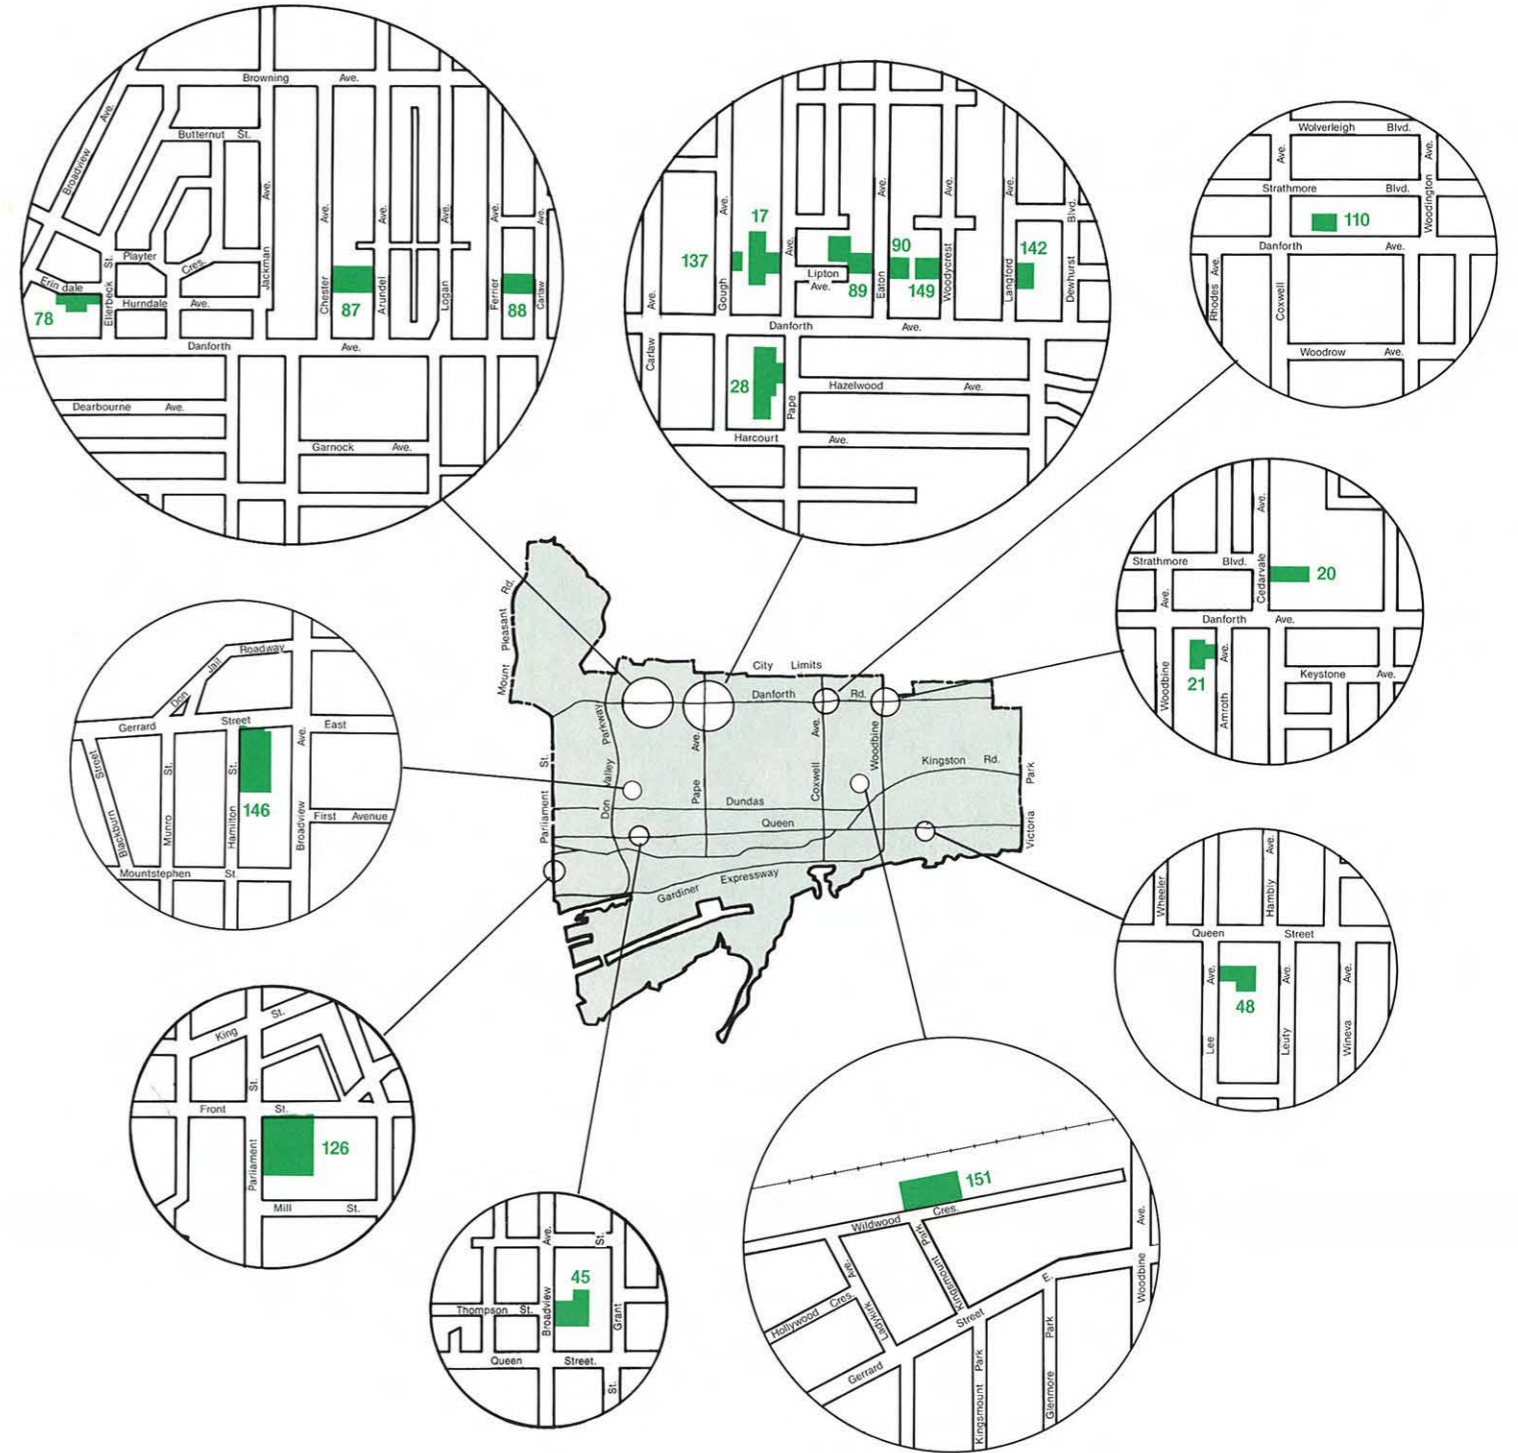 Browning Ave.
Broadview Ave.
Butternut St.
Playter Cres.
Jackman Ave.
Chester Ave.
Arundel Ave.
Logan Ave.
Ferrier Ave.
Carlaw Ave.
Erindale
Ellerbeck St.
Hurndale Ave.
78
87
88
Danforth Ave.
Dearbourne Ave.
Garnock Ave.
17
137
Gough Ave.
Pape Ave.
Lipton Ave.
89
90
149
142
Eaton Ave.
Woodycrest Ave.
Langford Ave.
Dewhurst Blvd.
Carlaw Ave.
Danforth Ave.
28
Hazelwood Ave.
Harcourt Ave.
Wolverleigh Blvd.
Strathmore Blvd.
Woodington Ave.
110
Danforth Ave.
Rhodes Ave.
Coxwell Ave.
Woodrow Ave.
Strathmore Blvd.
Cedarvale Ave.
20
Danforth Ave.
Woodbine Ave.
21
Amroth Ave.
Keystone Ave.
Don Jail Roadway
Gerrard Street East
Blackburn Street
Munro St.
Hamilton St.
146
Broadview Ave.
First Avenue
Mountstephen St.
Mount Pleasant Rd.
City Limits
Danforth Rd.
Parliament St.
Don Valley Parkway
Pape Ave.
Coxwell Ave.
Woodbine
Kingston Rd.
Victoria Park
Dundas
Queen
Gardiner Expressway
Wheeler
Hambly Ave.
Queen Street
Lee Ave.
48
Leuty Ave.
Wineva Ave.
King St.
Front St.
Parliament St.
126
Mill St.
45
Thompson St.
Broadview Ave.
Grant St.
Queen Street.
St.
151
Wildwood Cres.
Hollywood Cres.
Ladykirk Ave.
Kingsmount Park
Gerrard Street E.
Kingsmount Park
Glenmore Park
Woodbine Ave.